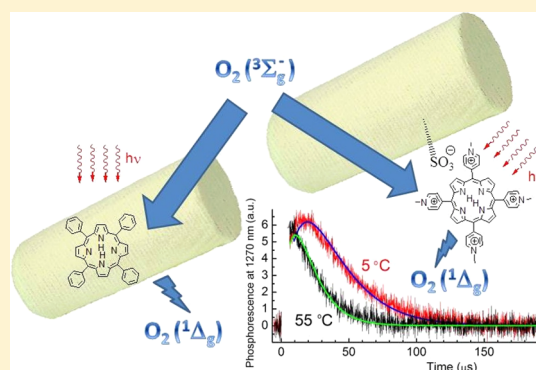 O₂ (³Σg⁻)
hν
SO₃⁻
h
N
N
H
H
N
N
N
N
H
H
N
N
O₂ (¹Δg)
O₂ (¹Δg)
Phosphorescence at 1270 nm (a.u.)
6
5
4
3
2
1
0
5 °C
55 °C
0
50
100
150
Time (μs)